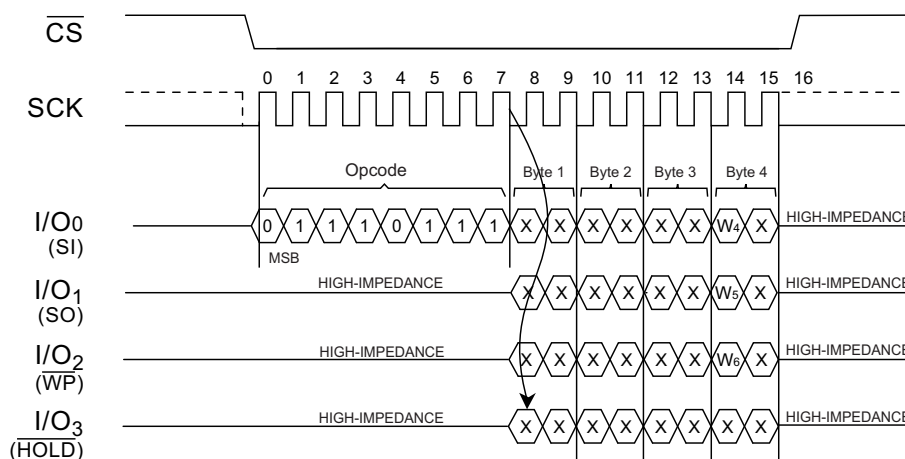 CS
0 1 2 3 4 5 6 7 8 9 10 11 12 13 14 15 16
SCK
Opcode Byte 1 Byte 2 Byte 3 Byte 4
I/O0 0 1 1 1 0 1 1 1 X X X X X X W4 X HIGH-IMPEDANCE
(SI)
MSB
I/O1 HIGH-IMPEDANCE X X X X X X W5 X HIGH-IMPEDANCE
(SO)
I/O2 HIGH-IMPEDANCE X X X X X X W6 X HIGH-IMPEDANCE
(WP)
I/O3 HIGH-IMPEDANCE X X X X X X X X HIGH-IMPEDANCE
(HOLD)